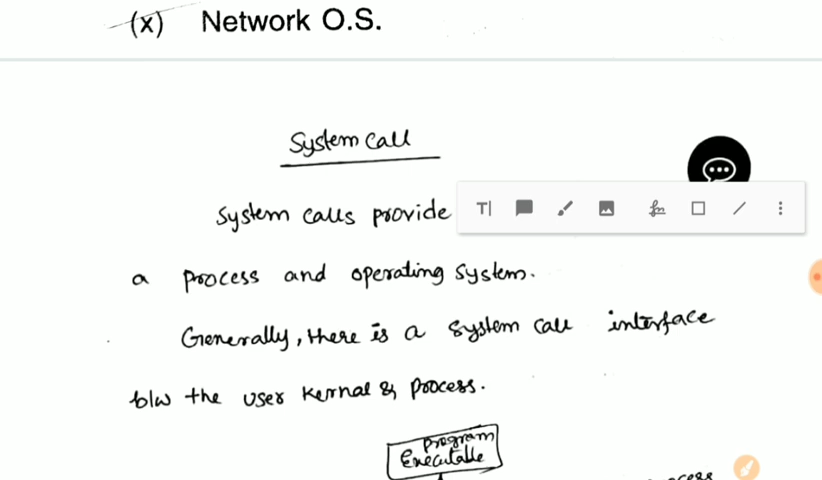 (x) Network O.S.
System Call
System calls provide
a process and operating system.
Generally, there is a system call interface
b/w the user kernal & process.
Program
Executable